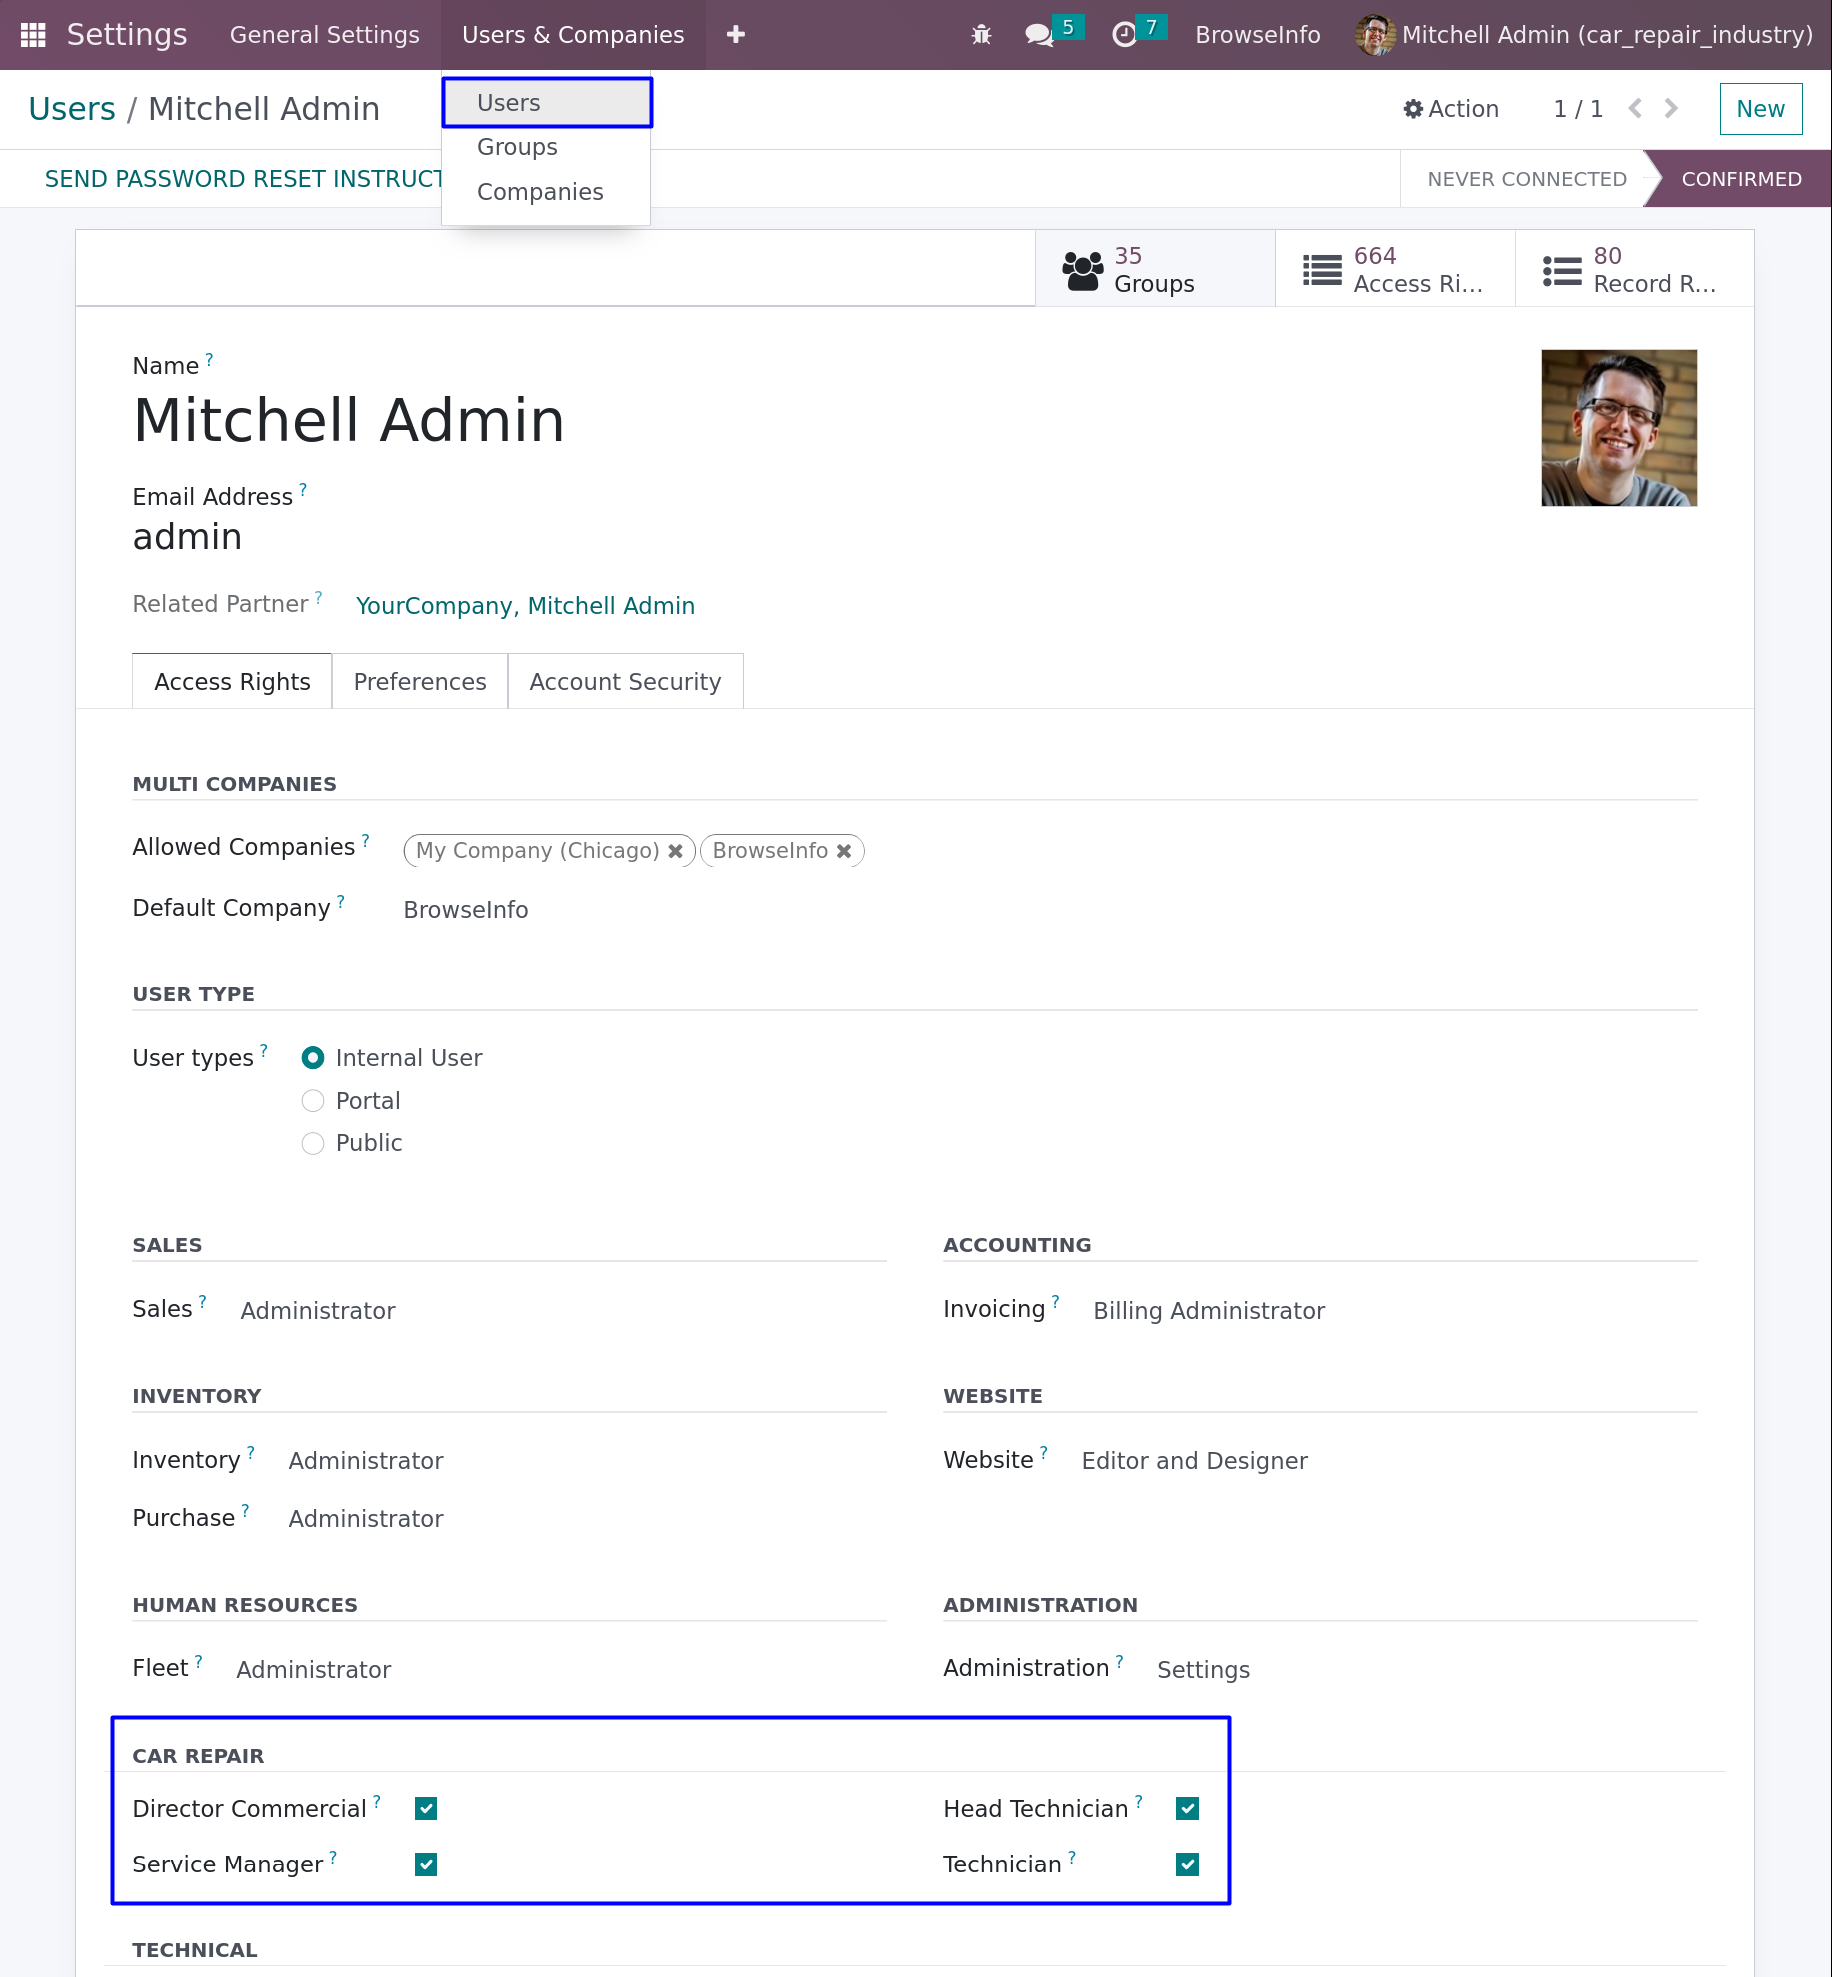 Settings General Settings Users & Companies 5 7 BrowseInfo Mitchell Admin (car_repair_industry)
Users / Mitchell Admin Action 1 / 1 New
Users
Groups
Companies
SEND PASSWORD RESET INSTRUCT NEVER CONNECTED CONFIRMED
35
Groups
664
Access Ri...
80
Record R...
Name ?
Mitchell Admin
Email Address ?
admin
Related Partner ? YourCompany, Mitchell Admin
Access Rights Preferences Account Security
MULTI COMPANIES
Allowed Companies ? My Company (Chicago) BrowseInfo
Default Company ? BrowseInfo
USER TYPE
User types ? Internal User
Portal
Public
SALES ACCOUNTING
Sales ? Administrator Invoicing ? Billing Administrator
INVENTORY WEBSITE
Inventory ? Administrator Website ? Editor and Designer
Purchase ? Administrator
HUMAN RESOURCES ADMINISTRATION
Fleet ? Administrator Administration ? Settings
CAR REPAIR
Director Commercial ? Head Technician ?
Service Manager ? Technician ?
TECHNICAL